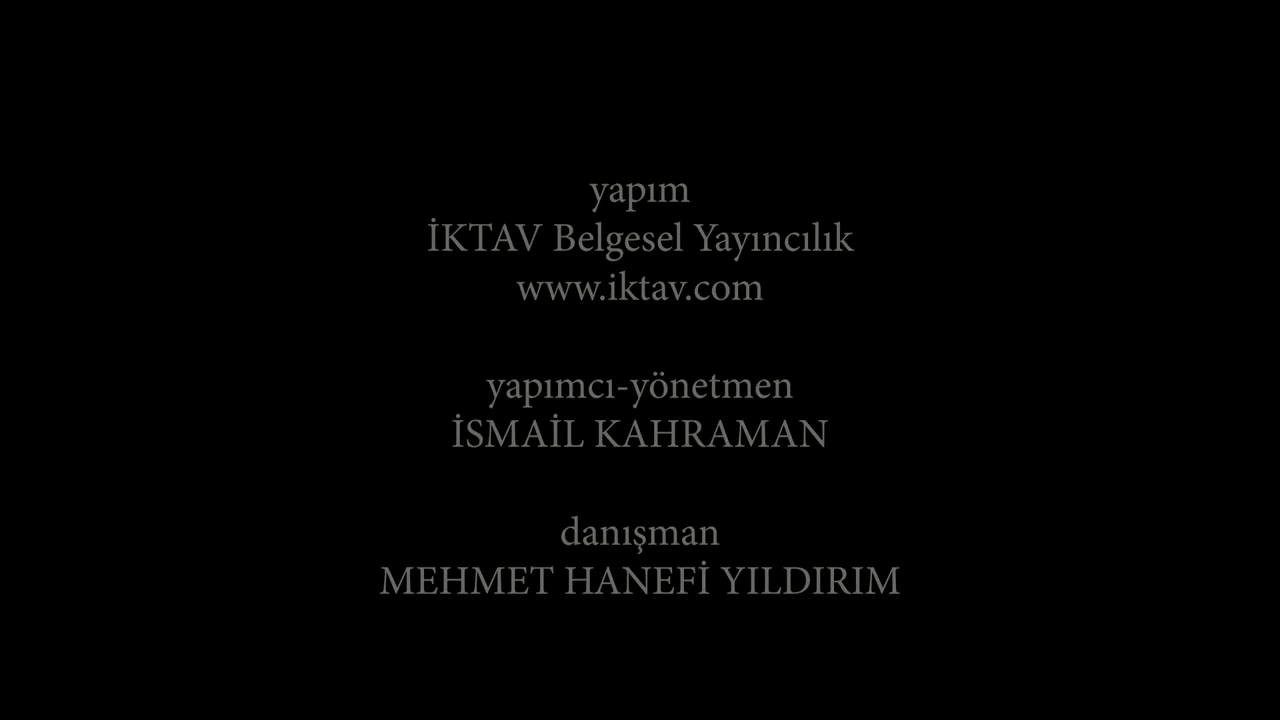 yapım
İKTAV Belgesel Yayıncılık
www.iktav.com
yapımcı-yönetmen
İSMAİL KAHRAMAN
danışman
MEHMET HANEFİ YILDIRIM